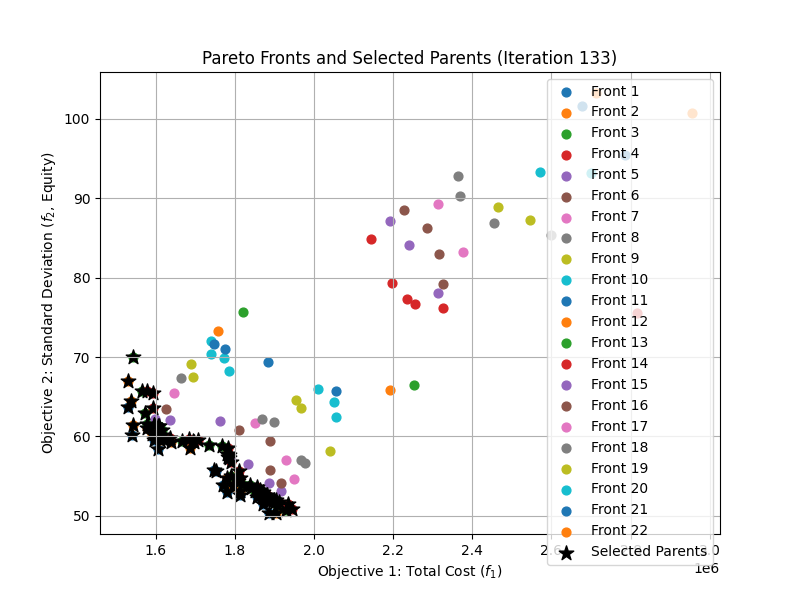 Pareto Fronts and Selected Parents (Iteration 133)
Objective 2: Standard Deviation (f₂, Equity)
100
90
80
70
60
50
1.6
1.8
2.0
2.2
2.4
2.6
3.0
1e6
Objective 1: Total Cost (f₁)
Front 1
Front 2
Front 3
Front 4
Front 5
Front 6
Front 7
Front 8
Front 9
Front 10
Front 11
Front 12
Front 13
Front 14
Front 15
Front 16
Front 17
Front 18
Front 19
Front 20
Front 21
Front 22
Selected Parents